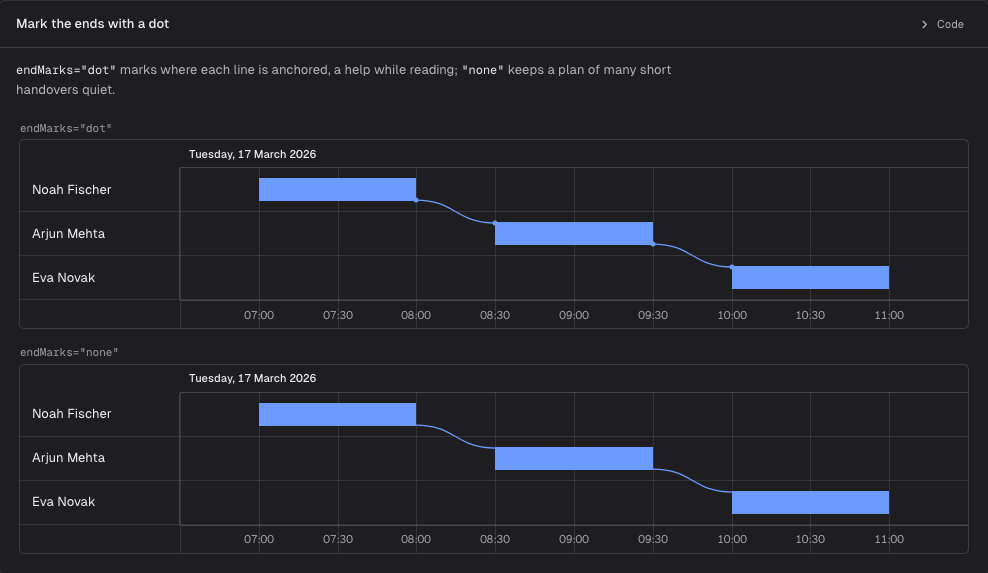 Mark the ends with a dot
Code
endMarks="dot" marks where each line is anchored, a help while reading; "none" keeps a plan of many short
handovers quiet.
endMarks="dot"
Tuesday, 17 March 2026
Noah Fischer
Arjun Mehta
Eva Novak
07:00 07:30 08:00 08:30 09:00 09:30 10:00 10:30 11:00
endMarks="none"
Tuesday, 17 March 2026
Noah Fischer
Arjun Mehta
Eva Novak
07:00 07:30 08:00 08:30 09:00 09:30 10:00 10:30 11:00